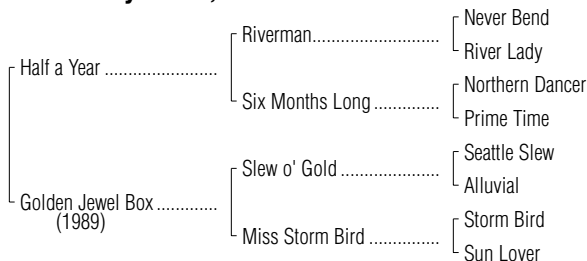 Half a Year
Golden Jewel Box
(1989)
Riverman
Six Months Long
Slew o' Gold
Miss Storm Bird
Never Bend
River Lady
Northern Dancer
Prime Time
Seattle Slew
Alluvial
Storm Bird
Sun Lover